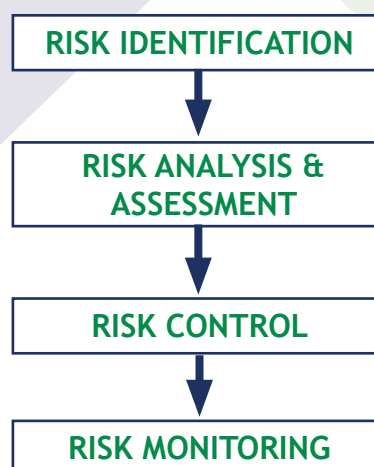 RISK IDENTIFICATION
RISK ANALYSIS &
ASSESSMENT
RISK CONTROL
RISK MONITORING